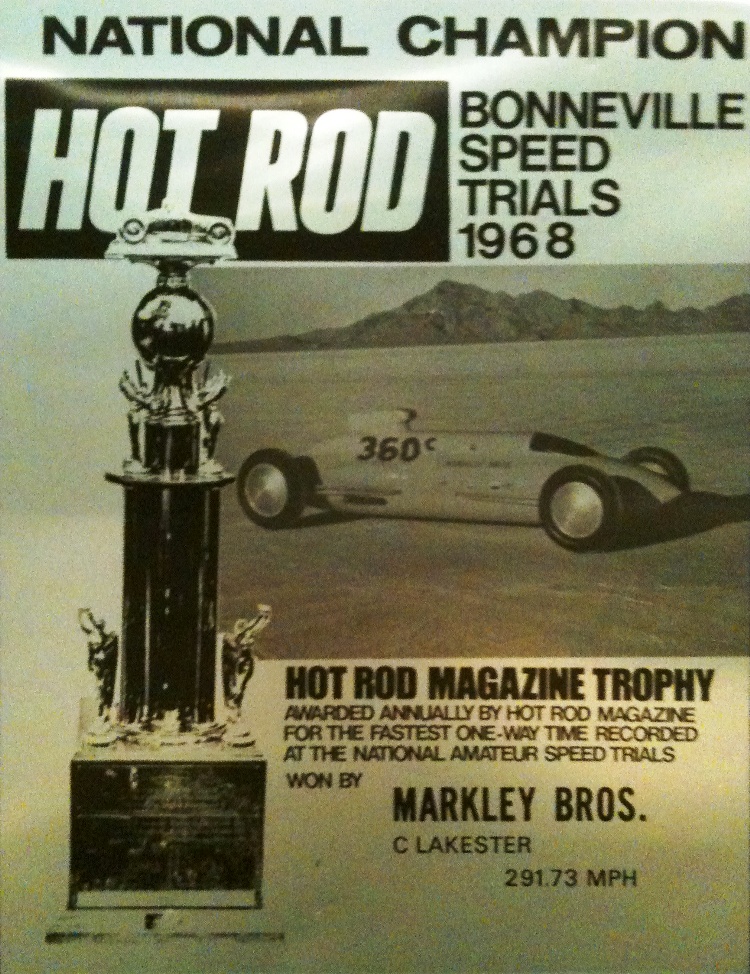 NATIONAL CHAMPION
HOT ROD
BONNEVILLE
SPEED
TRIALS
1968
360 C
HOT ROD MAGAZINE TROPHY
AWARDED ANNUALLY BY HOT ROD MAGAZINE
FOR THE FASTEST ONE-WAY TIME RECORDED
AT THE NATIONAL AMATEUR SPEED TRIALS
WON BY
MARKLEY BROS.
C LAKESTER
291.73 MPH